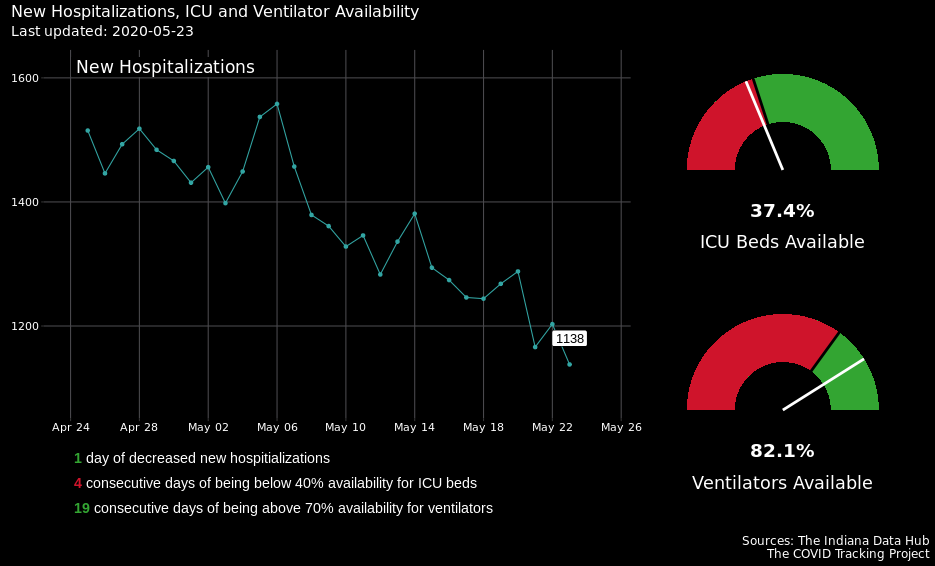 New Hospitalizations, ICU and Ventilator Availability
Last updated: 2020-05-23
New Hospitalizations
1600
1400
1200
1138
Apr 24
Apr 28
May 02
May 06
May 10
May 14
May 18
May 22
May 26
1 day of decreased new hospitializations
4 consecutive days of being below 40% availability for ICU beds
19 consecutive days of being above 70% availability for ventilators
37.4%
ICU Beds Available
82.1%
Ventilators Available
Sources: The Indiana Data Hub
The COVID Tracking Project